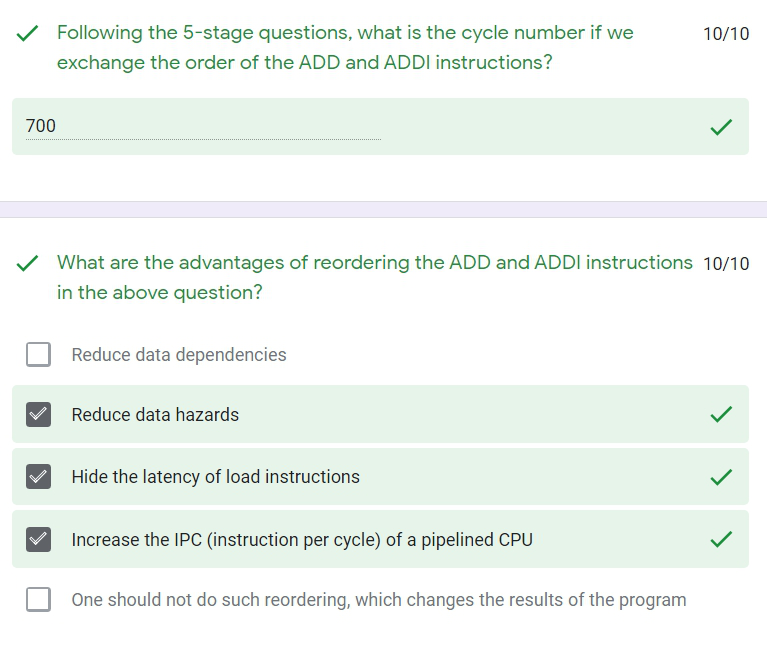 Following the 5-stage questions, what is the cycle number if we
10/10
exchange the order of the ADD and ADDI instructions?
700
What are the advantages of reordering the ADD and ADDI instructions
10/10
in the above question?
Reduce data dependencies
Reduce data hazards
Hide the latency of load instructions
Increase the IPC (instruction per cycle) of a pipelined CPU
One should not do such reordering, which changes the results of the program